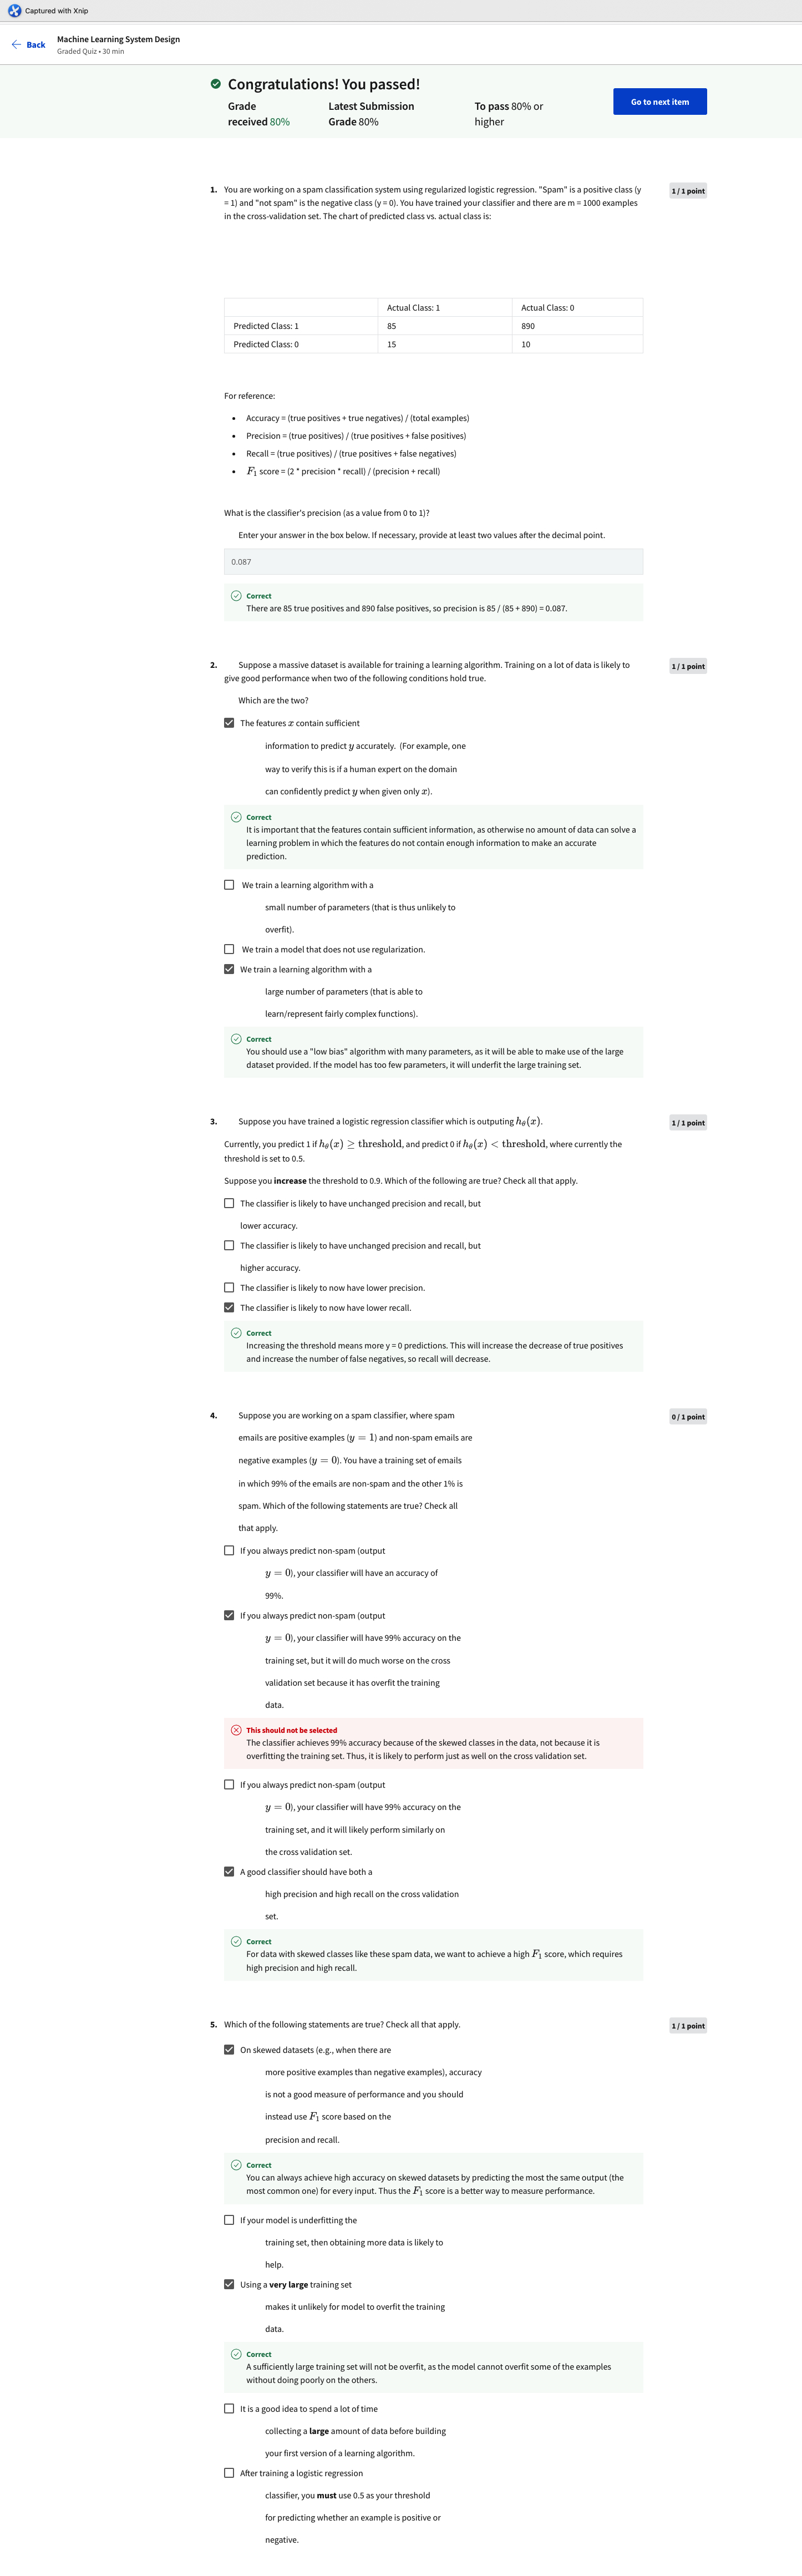 Captured with Xnip
Back
Machine Learning System Design
Graded Quiz • 30 min
Congratulations! You passed!
Grade
received 80%
Latest Submission
Grade 80%
To pass 80% or
higher
Go to next item
1. You are working on a spam classification system using regularized logistic regression. "Spam" is a positive class (y
= 1) and "not spam" is the negative class (y = 0). You have trained your classifier and there are m = 1000 examples
in the cross-validation set. The chart of predicted class vs. actual class is:
1 / 1 point
Actual Class: 1 Actual Class: 0
Predicted Class: 1 85 890
Predicted Class: 0 15 10
For reference:
• Accuracy = (true positives + true negatives) / (total examples)
• Precision = (true positives) / (true positives + false positives)
• Recall = (true positives) / (true positives + false negatives)
• F₁ score = (2 * precision * recall) / (precision + recall)
What is the classifier's precision (as a value from 0 to 1)?
Enter your answer in the box below. If necessary, provide at least two values after the decimal point.
0.087
Correct
There are 85 true positives and 890 false positives, so precision is 85 / (85 + 890) = 0.087.
2. Suppose a massive dataset is available for training a learning algorithm. Training on a lot of data is likely to
give good performance when two of the following conditions hold true.
1 / 1 point
Which are the two?
The features x contain sufficient
information to predict y accurately. (For example, one
way to verify this is if a human expert on the domain
can confidently predict y when given only x).
Correct
It is important that the features contain sufficient information, as otherwise no amount of data can solve a
learning problem in which the features do not contain enough information to make an accurate
prediction.
We train a learning algorithm with a
small number of parameters (that is thus unlikely to
overfit).
We train a model that does not use regularization.
We train a learning algorithm with a
large number of parameters (that is able to
learn/represent fairly complex functions).
Correct
You should use a "low bias" algorithm with many parameters, as it will be able to make use of the large
dataset provided. If the model has too few parameters, it will underfit the large training set.
3. Suppose you have trained a logistic regression classifier which is outputing hθ(x).
1 / 1 point
Currently, you predict 1 if hθ(x) ≥ threshold, and predict 0 if hθ(x) < threshold, where currently the
threshold is set to 0.5.
Suppose you increase the threshold to 0.9. Which of the following are true? Check all that apply.
The classifier is likely to have unchanged precision and recall, but
lower accuracy.
The classifier is likely to have unchanged precision and recall, but
higher accuracy.
The classifier is likely to now have lower precision.
The classifier is likely to now have lower recall.
Correct
Increasing the threshold means more y = 0 predictions. This will increase the decrease of true positives
and increase the number of false negatives, so recall will decrease.
4. Suppose you are working on a spam classifier, where spam
0 / 1 point
emails are positive examples (y = 1) and non-spam emails are
negative examples (y = 0). You have a training set of emails
in which 99% of the emails are non-spam and the other 1% is
spam. Which of the following statements are true? Check all
that apply.
If you always predict non-spam (output
y = 0), your classifier will have an accuracy of
99%.
If you always predict non-spam (output
y = 0), your classifier will have 99% accuracy on the
training set, but it will do much worse on the cross
validation set because it has overfit the training
data.
This should not be selected
The classifier achieves 99% accuracy because of the skewed classes in the data, not because it is
overfitting the training set. Thus, it is likely to perform just as well on the cross validation set.
If you always predict non-spam (output
y = 0), your classifier will have 99% accuracy on the
training set, and it will likely perform similarly on
the cross validation set.
A good classifier should have both a
high precision and high recall on the cross validation
set.
Correct
For data with skewed classes like these spam data, we want to achieve a high F₁ score, which requires
high precision and high recall.
5. Which of the following statements are true? Check all that apply.
1 / 1 point
On skewed datasets (e.g., when there are
more positive examples than negative examples), accuracy
is not a good measure of performance and you should
instead use F₁ score based on the
precision and recall.
Correct
You can always achieve high accuracy on skewed datasets by predicting the most the same output (the
most common one) for every input. Thus the F₁ score is a better way to measure performance.
If your model is underfitting the
training set, then obtaining more data is likely to
help.
Using a very large training set
makes it unlikely for model to overfit the training
data.
Correct
A sufficiently large training set will not be overfit, as the model cannot overfit some of the examples
without doing poorly on the others.
It is a good idea to spend a lot of time
collecting a large amount of data before building
your first version of a learning algorithm.
After training a logistic regression
classifier, you must use 0.5 as your threshold
for predicting whether an example is positive or
negative.